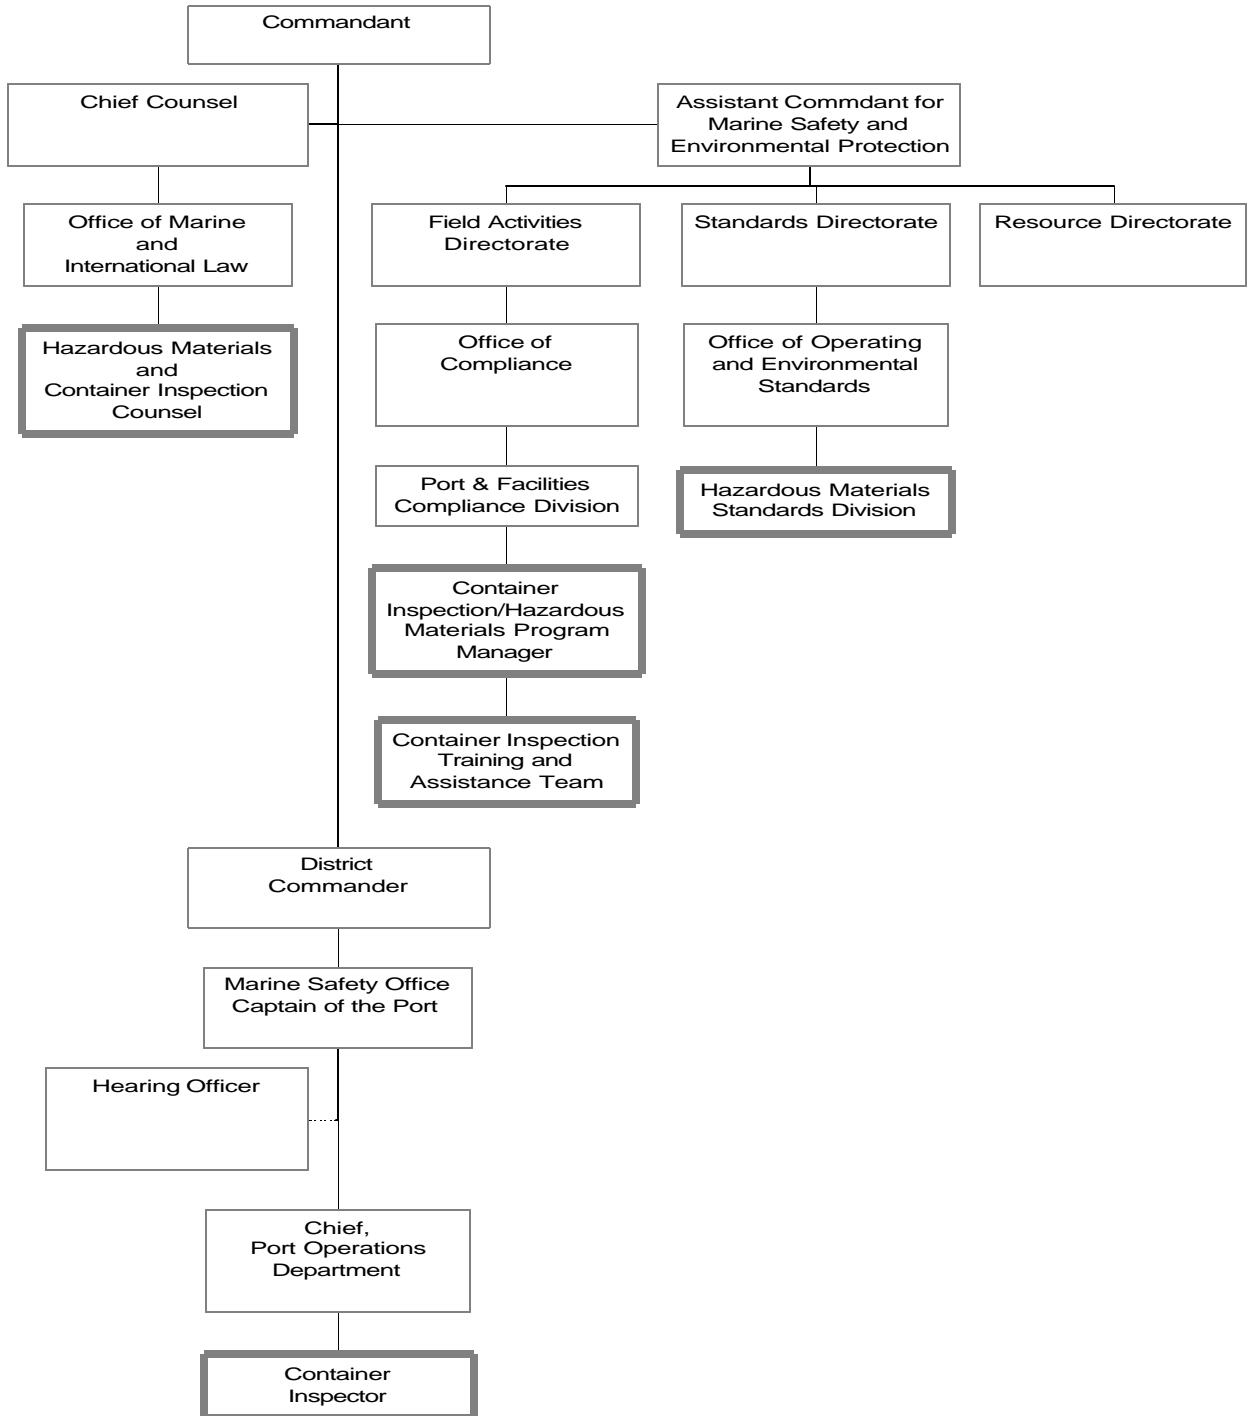 Commandant
Chief Counsel
Assistant Commdant for
Marine Safety and
Environmental Protection
Office of Marine
and
International Law
Field Activities
Directorate
Standards Directorate
Resource Directorate
Hazardous Materials
and
Container Inspection
Counsel
Office of
Compliance
Office of Operating
and Environmental
Standards
Port & Facilities
Compliance Division
Hazardous Materials
Standards Division
Container
Inspection/Hazardous
Materials Program
Manager
Container Inspection
Training and
Assistance Team
District
Commander
Marine Safety Office
Captain of the Port
Hearing Officer
Chief,
Port Operations
Department
Container
Inspector